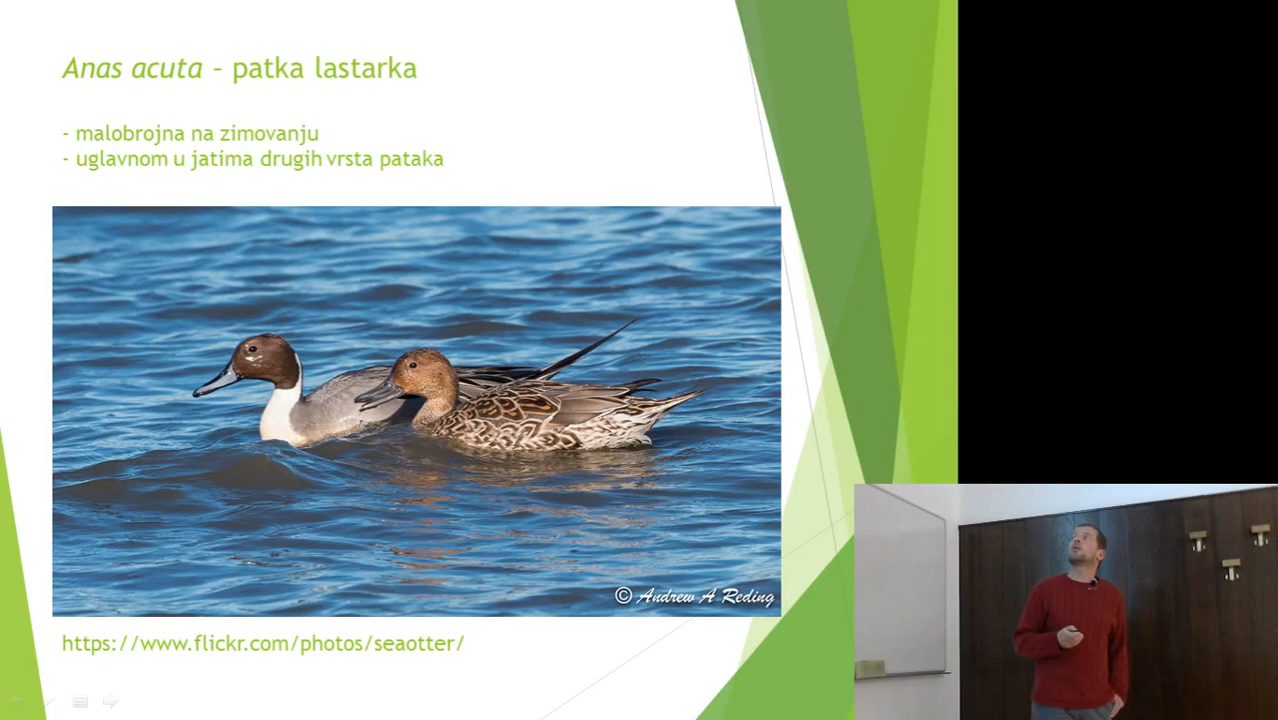 Anas acuta – patka lastarka
- malobrojna na zimovanju
- uglavnom u jatima drugih vrsta pataka
© Andrew A Reding
https://www.flickr.com/photos/seaotter/